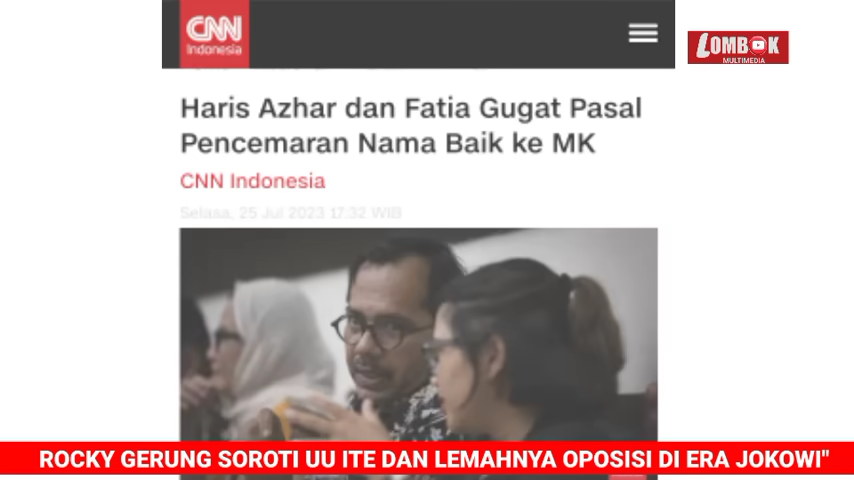 CNN
Indonesia
LOMBOK
MULTIMEDIA
Haris Azhar dan Fatia Gugat Pasal
Pencemaran Nama Baik ke MK
CNN Indonesia
Selasa, 25 Jul 2023 17:32 WIB
ROCKY GERUNG SOROTI UU ITE DAN LEMAHNYA OPOSISI DI ERA JOKOWI"